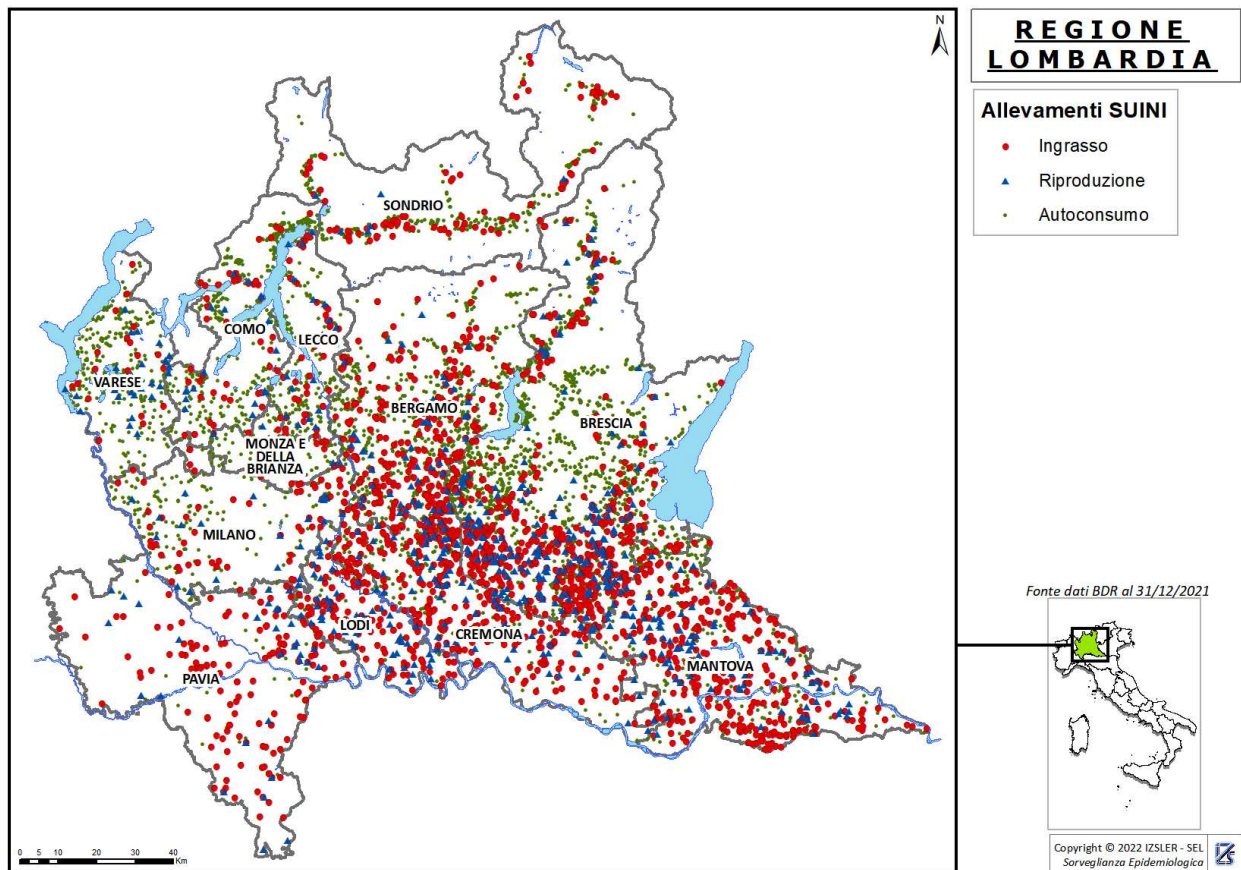 REGIONE
LOMBARDIA
Allevamenti SUINI
Ingrasso
Riproduzione
Autoconsumo
N
SONDRIO
COMO
LECCO
VARESE
BERGAMO
BRESCIA
MONZA E
DELLA
BRIANZA
MILANO
LODI
CREMONA
MANTOVA
PAVIA
0 5 10 20 30 40
Km
Fonte dati BDR al 31/12/2021
Copyright © 2022 IZSLER - SEL
Sorveglianza Epidemiologica